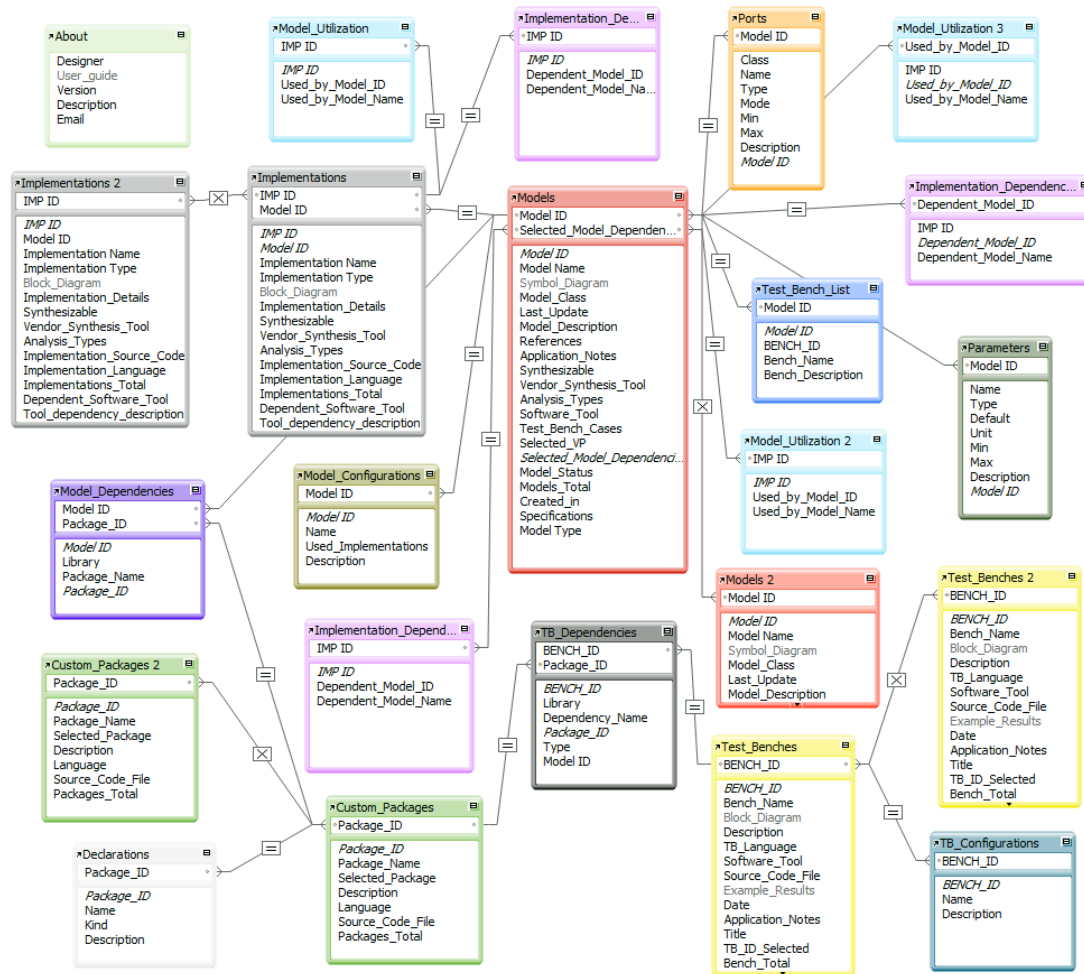 About
Designer
User_guide
Version
Description
Email
Model_Utilization
IMP ID
IMP ID
Used_by_Model_ID
Used_by_Model_Name
Implementation_De...
IMP ID
IMP ID
Dependent_Model_ID
Dependent_Model_Na...
Ports
Model ID
Class
Name
Type
Mode
Min
Max
Description
Model ID
Model_Utilization 3
Used_by_Model_ID
IMP ID
Used_by_Model_ID
Used_by_Model_Name
Implementations 2
IMP ID
IMP ID
Model ID
Implementation Name
Implementation Type
Block_Diagram
Implementation_Details
Synthesizable
Vendor_Synthesis_Tool
Analysis_Types
Implementation_Source_Code
Implementation_Language
Implementations_Total
Dependent_Software_Tool
Tool_dependency_description
Implementations
IMP ID
Model ID
IMP ID
Model ID
Implementation Name
Implementation Type
Block_Diagram
Implementation_Details
Synthesizable
Vendor_Synthesis_Tool
Analysis_Types
Implementation_Source_Code
Implementation_Language
Implementations_Total
Dependent_Software_Tool
Tool_dependency_description
Models
Model ID
Selected_Model_Dependen...
Model ID
Model Name
Symbol_Diagram
Model_Class
Last_Update
Model_Description
References
Application_Notes
Synthesizable
Vendor_Synthesis_Tool
Analysis_Types
Software_Tool
Test_Bench_Cases
Selected_VP
Selected_Model_Dependenci...
Model_Status
Models_Total
Created_in
Specifications
Model Type
Implementation_Dependenc...
Dependent_Model_ID
IMP ID
Dependent_Model_ID
Dependent_Model_Name
Test_Bench_List
Model ID
Model ID
BENCH_ID
Bench_Name
Bench_Description
Parameters
Model ID
Name
Type
Default
Unit
Min
Max
Description
Model ID
Model_Utilization 2
IMP ID
IMP ID
Used_by_Model_ID
Used_by_Model_Name
Model_Dependencies
Model ID
Package_ID
Model ID
Library
Package_Name
Package_ID
Model_Configurations
Model ID
Model ID
Name
Used_Implementations
Description
Implementation_Depend...
IMP ID
IMP ID
Dependent_Model_ID
Dependent_Model_Name
TB_Dependencies
BENCH_ID
Package_ID
BENCH_ID
Library
Dependency_Name
Package_ID
Type
Model ID
Models 2
Model ID
Model ID
Model Name
Symbol_Diagram
Model_Class
Last_Update
Model_Description
Test_Benches 2
BENCH_ID
BENCH_ID
Bench_Name
Block_Diagram
Description
TB_Language
Software_Tool
Source_Code_File
Example_Results
Date
Application_Notes
Title
TB_ID_Selected
Bench_Total
Custom_Packages 2
Package_ID
Package_ID
Package_Name
Selected_Package
Description
Language
Source_Code_File
Packages_Total
Custom_Packages
Package_ID
Package_ID
Package_Name
Selected_Package
Description
Language
Source_Code_File
Packages_Total
Test_Benches
BENCH_ID
BENCH_ID
Bench_Name
Block_Diagram
Description
TB_Language
Software_Tool
Source_Code_File
Example_Results
Date
Application_Notes
Title
TB_ID_Selected
Bench_Total
TB_Configurations
BENCH_ID
BENCH_ID
Name
Description
Declarations
Package_ID
Package_ID
Name
Kind
Description